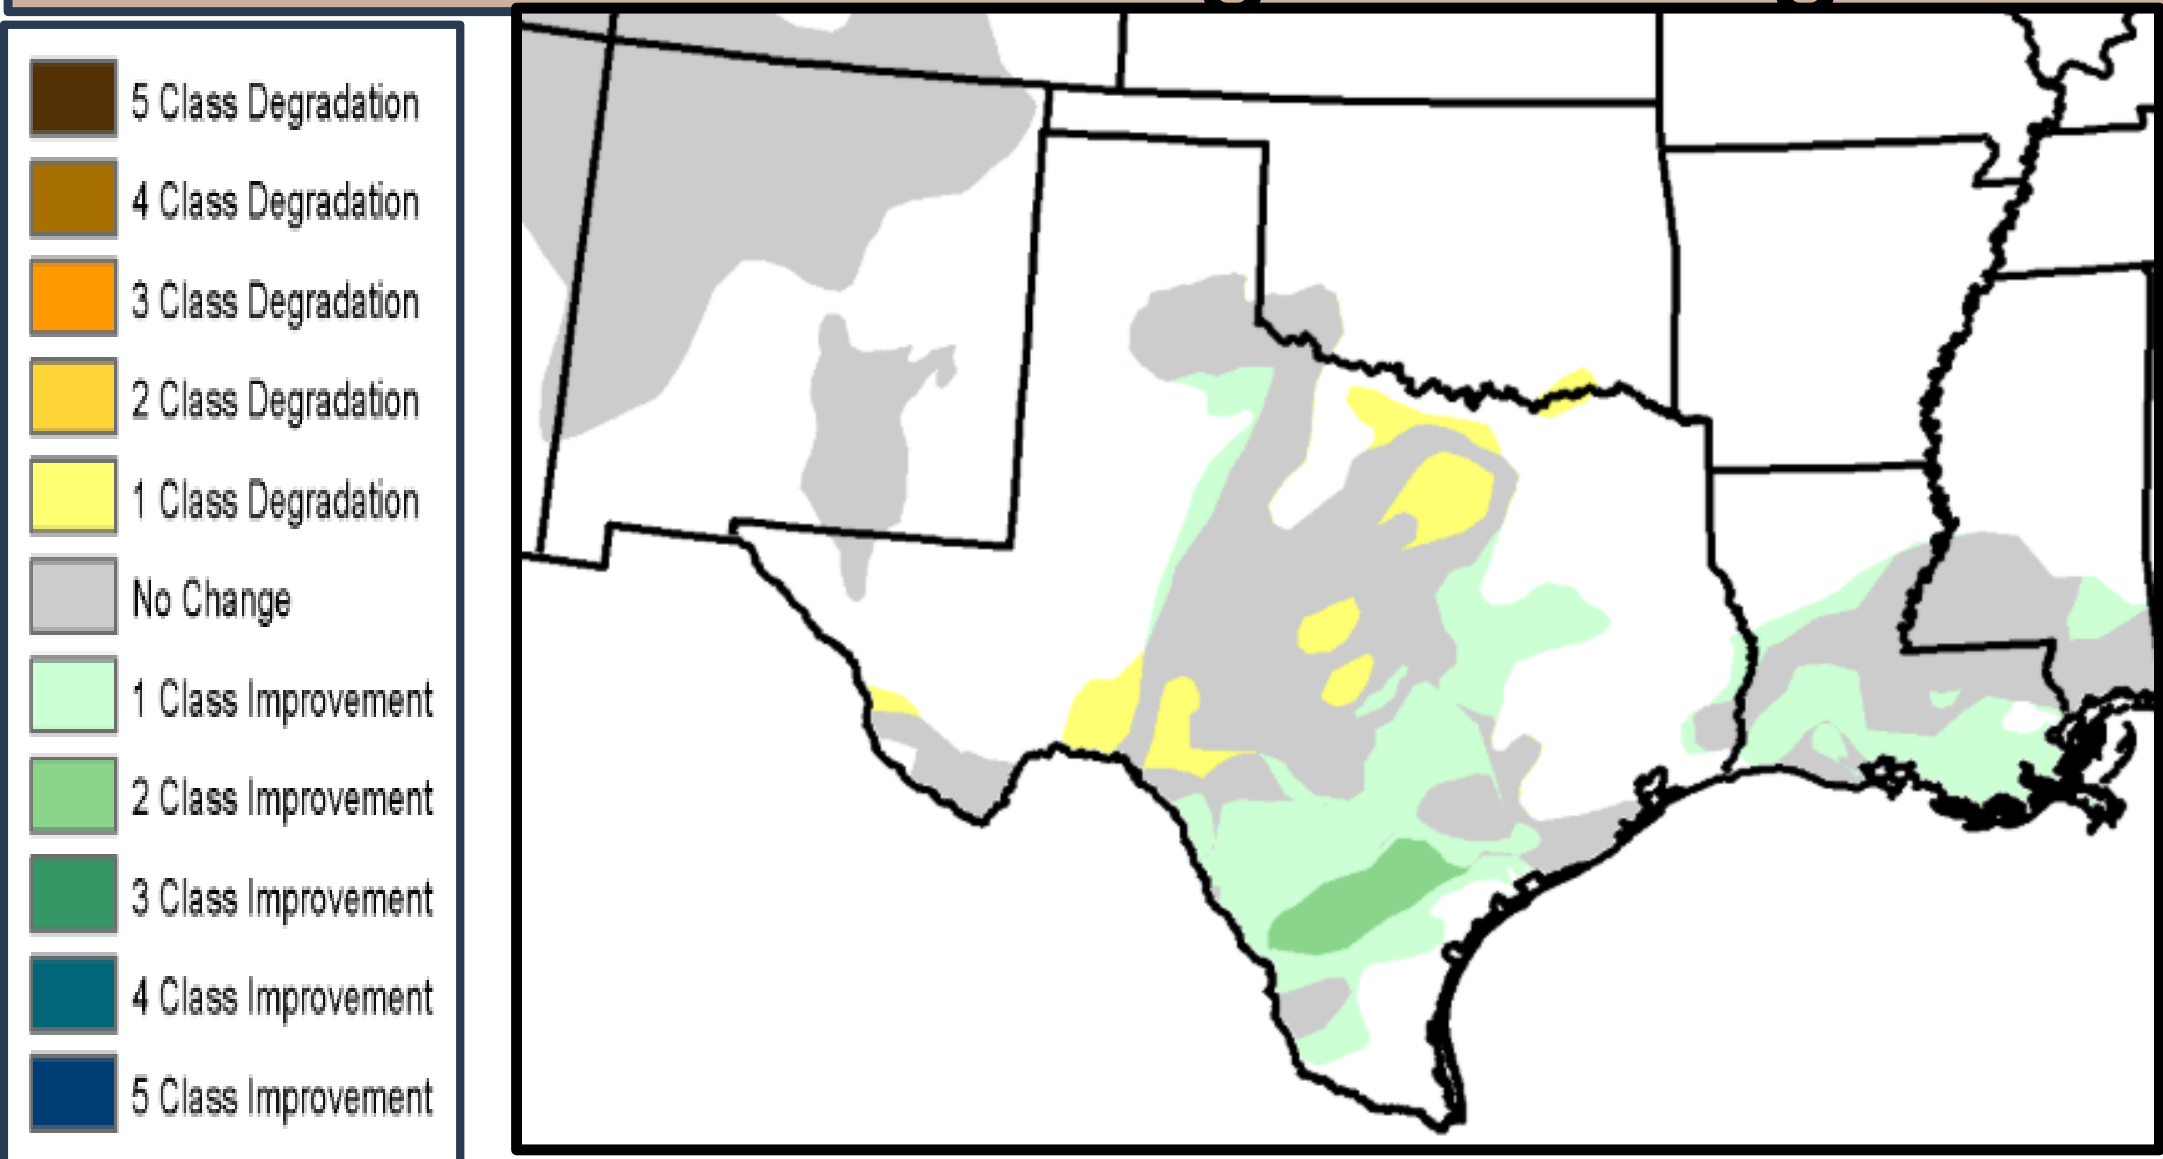 5 Class Degradation
4 Class Degradation
3 Class Degradation
2 Class Degradation
1 Class Degradation
No Change
1 Class Improvement
2 Class Improvement
3 Class Improvement
4 Class Improvement
5 Class Improvement